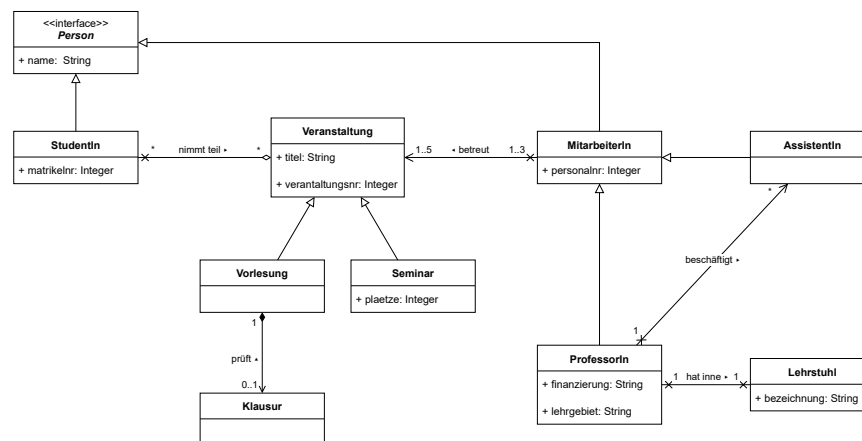 <<interface>>
Person
+ name: String
StudentIn
+ matrikelnr: Integer
*
nimmt teil ▸
*
Veranstaltung
+ titel: String
+ verantaltungsnr: Integer
1..5
◂ betreut
1..3
MitarbeiterIn
+ personalnr: Integer
AssistentIn
*
beschäftigt ▸
1
Vorlesung
Seminar
+ plaetze: Integer
1
prüft ▴
0..1
Klausur
ProfessorIn
+ finanzierung: String
+ lehrgebiet: String
1
hat inne ▸
1
Lehrstuhl
+ bezeichnung: String